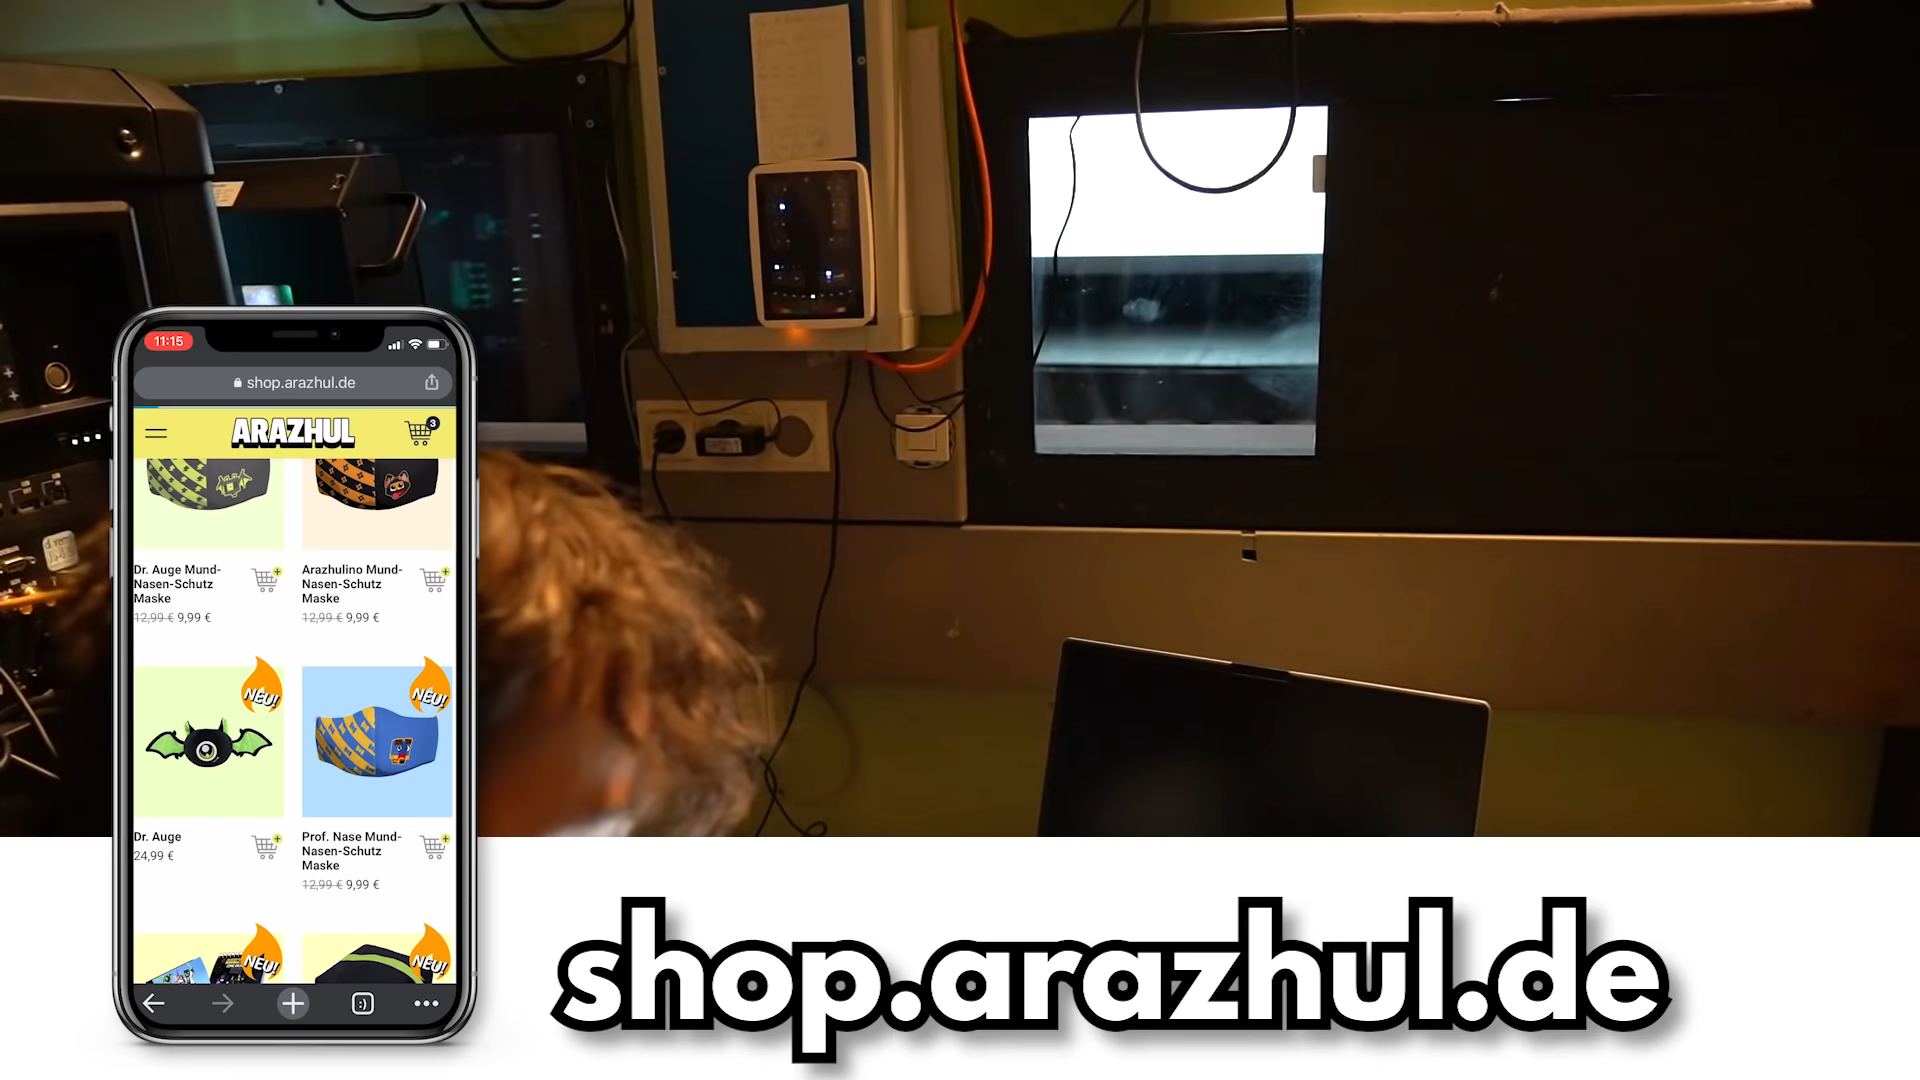 11:15
shop.arazhul.de
ARAZHUL
3
Dr. Auge Mund-
Nasen-Schutz
Maske
12,99 € 9,99 €
Arazhulino Mund-
Nasen-Schutz
Maske
12,99 € 9,99 €
NEU!
NEU!
Dr. Auge
24,99 €
Prof. Nase Mund-
Nasen-Schutz
Maske
12,99 € 9,99 €
NEU!
NEU!
:)
shop.arazhul.de